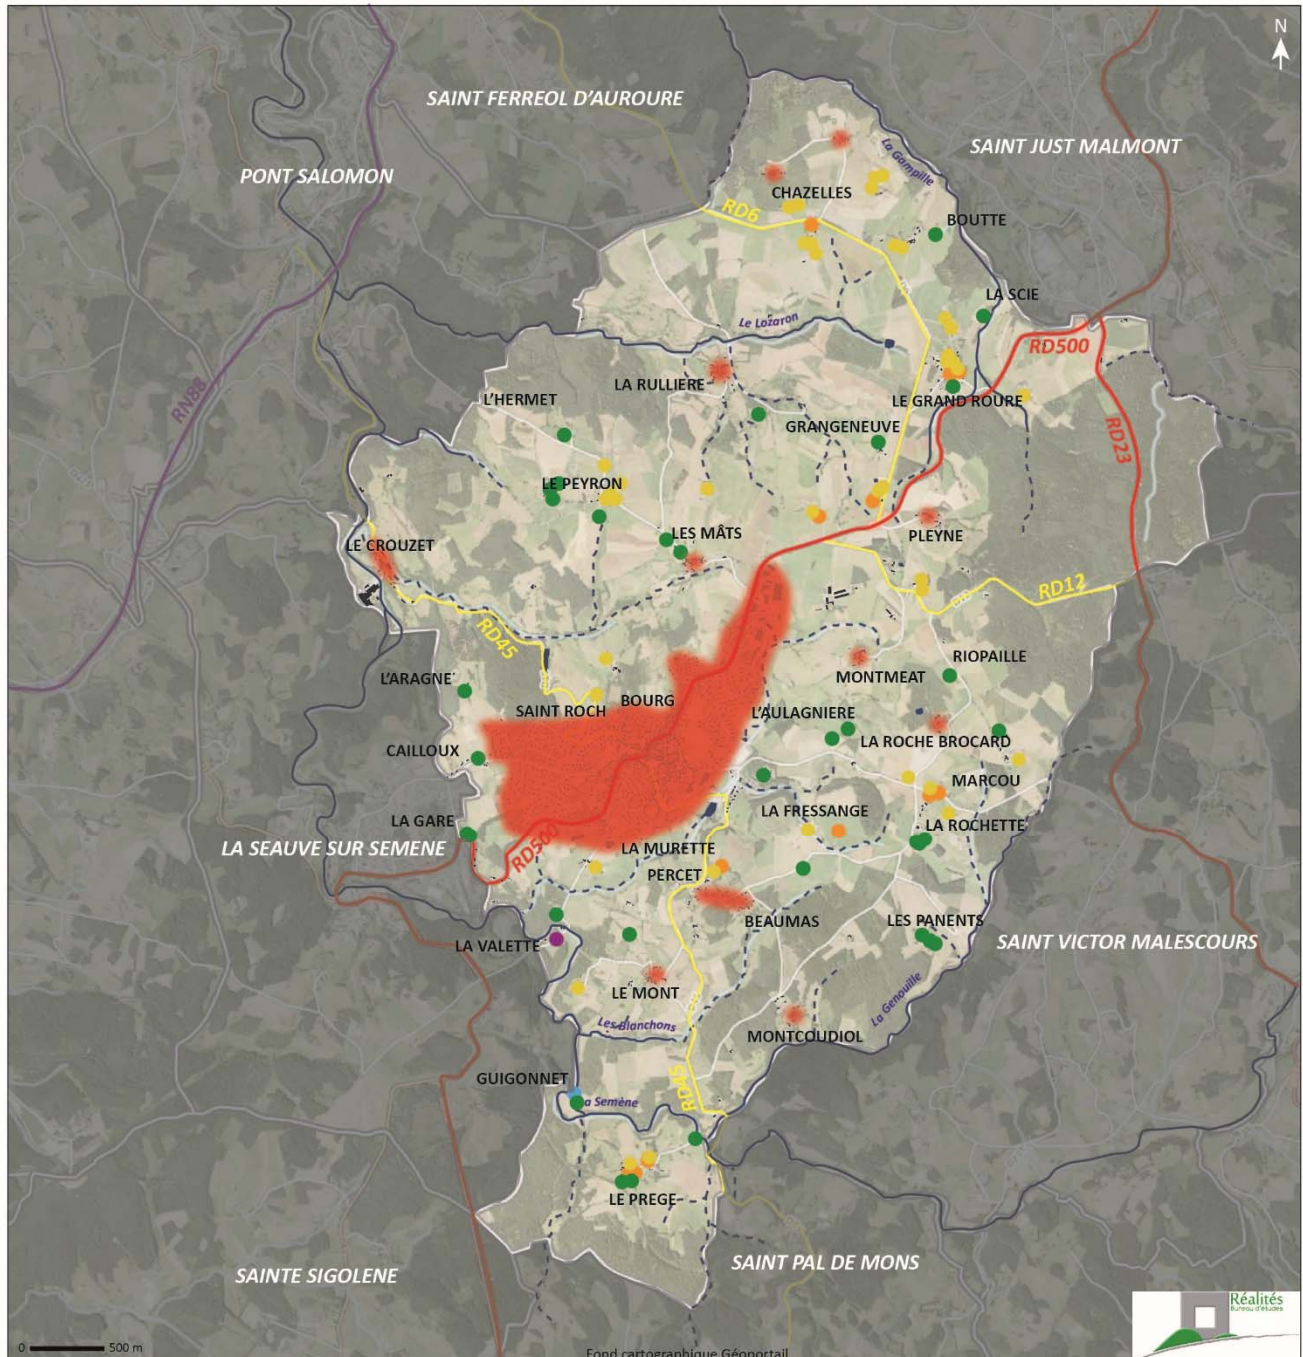 N
SAINT FERREOL D'AUROURE
SAINT JUST MALMONT
La Gampille
PONT SALOMON
CHAZELLES
RD6
BOUTTE
LA SCIE
Le Lozaron
RD500
LA RULLIERE
RN88
L'HERMET
LE GRAND ROURE
GRANGENEUVE
RD23
LE PEYRON
LES MÂTS
PLEYNE
LE CROUZET
RD12
RD45
RIOPAILLE
L'ARAGNE
MONTMEAT
BOURG
SAINT ROCH
L'AULAGNIERE
LA ROCHE BROCARD
CAILLOUX
MARCOU
LA FRESSANGE
LA GARE
LA ROCHETTE
LA SEAUVE SUR SEMENE
RD500
LA MURETTE
PERCET
BEAUMAS
LES PANENTS
LA VALETTE
SAINT VICTOR MALESCOURS
LE MONT
La Genouille
Les Blanchons
MONTCOUDIOL
GUIGONNET
RD45
a Semène
LE PREGE
SAINT PAL DE MONS
SAINTE SIGOLENE
Réalités
Bureau d'études
0 500 m
Fond cartographique Géoportail